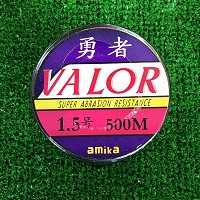 勇者
VALOR
SUPER ABRASION RESISTANCE
1.5号 500M
amika